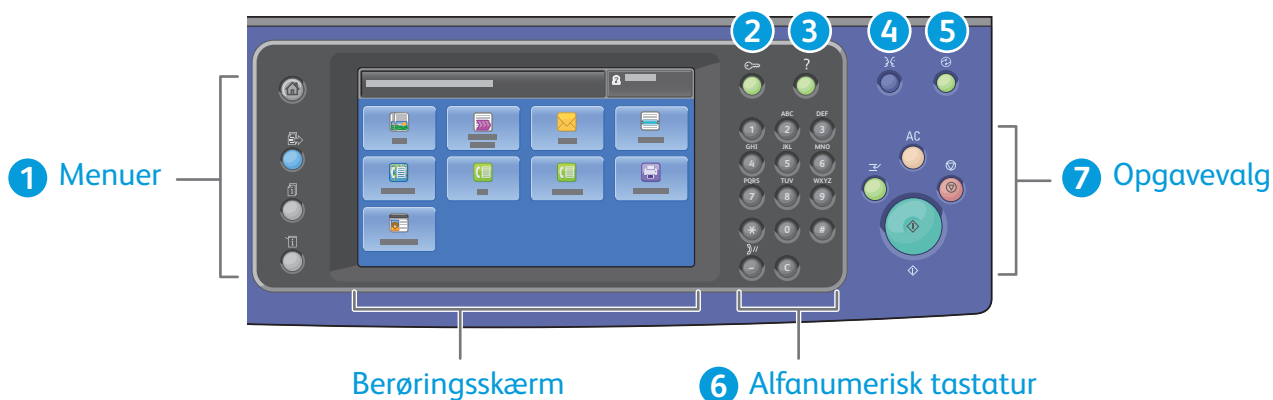 2 3 4 5
?
ABC DEF
1 2 3
AC
GHI JKL MNO
1 Menuer
4 5 6
7 Opgavevalg
PQRS TUV WXYZ
7 8 9
* 0 #
- C
Berøringsskærm
6 Alfanumerisk tastatur